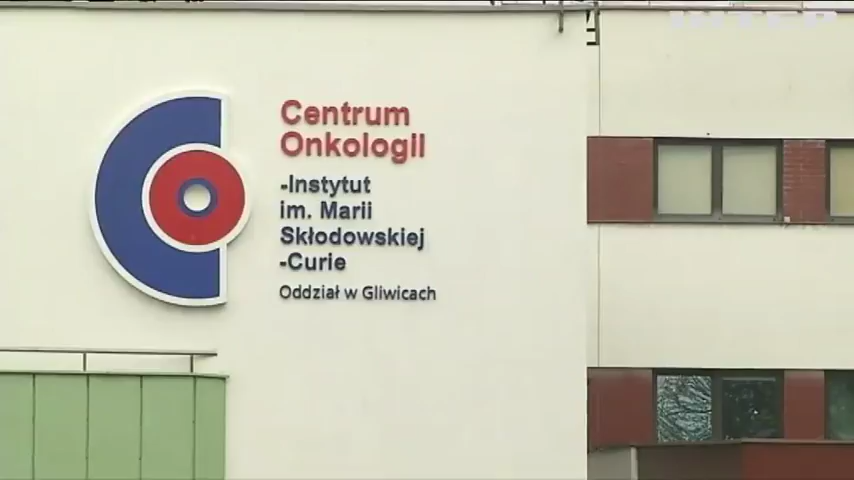 Centrum
Onkologii
-Instytut
im. Marii
Skłodowskiej
-Curie
Oddział w Gliwicach